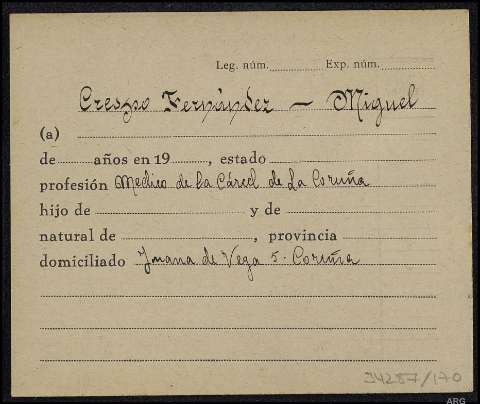 Leg. núm. Exp. núm.
Crespo Fernández — Miguel
(a)
de años en 19 , estado
profesión Medico de la Cárcel de La Coruña
hijo de y de
natural de , provincia
domiciliado Juana de Vega 5 - Coruña
34287/170
ARG